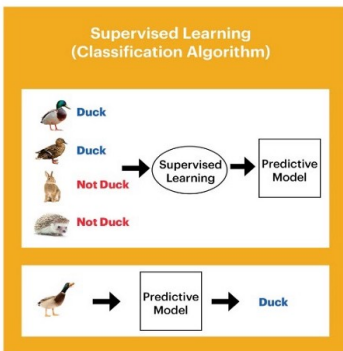 Supervised Learning
(Classification Algorithm)
Duck
Duck
Not Duck
Not Duck
Supervised
Learning
Predictive
Model
Predictive
Model
Duck